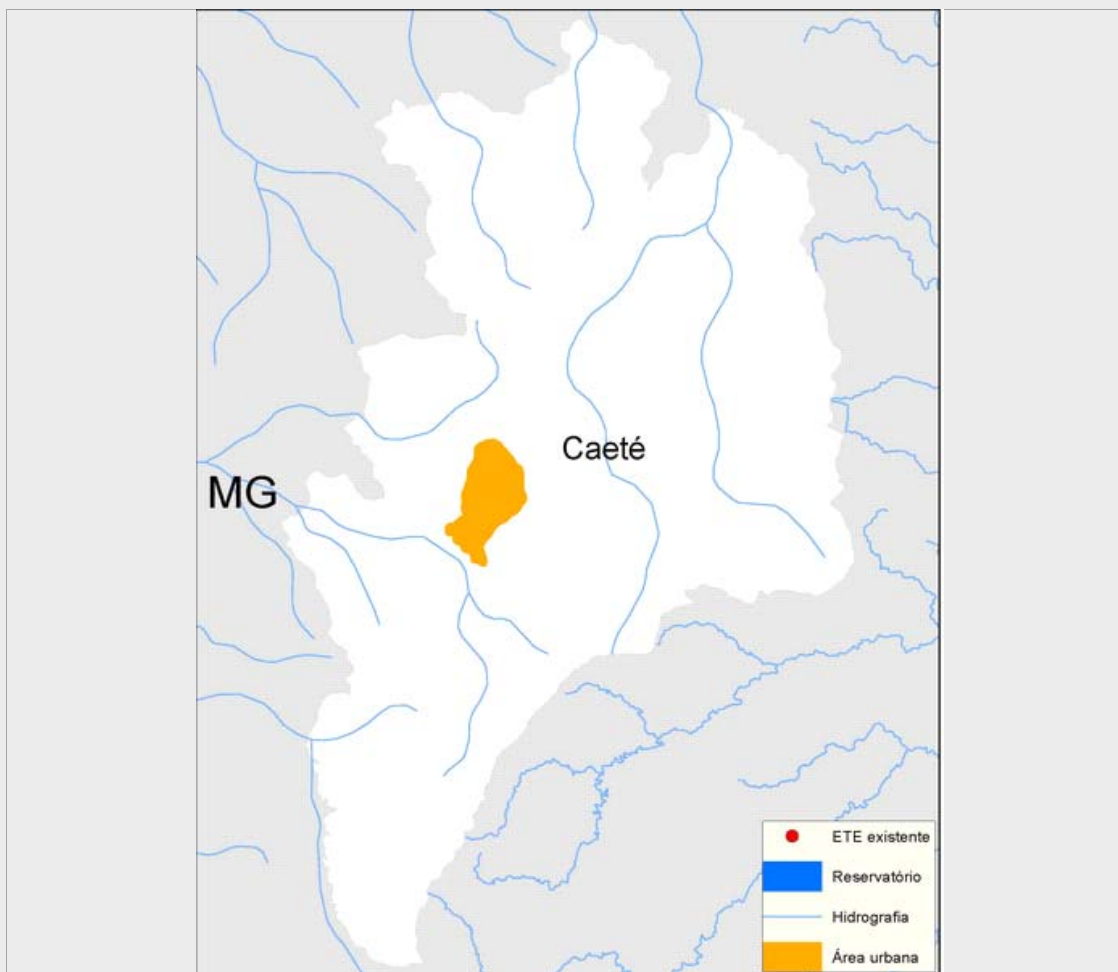 Caeté
MG
ETE existente
Reservatório
Hidrografia
Área urbana